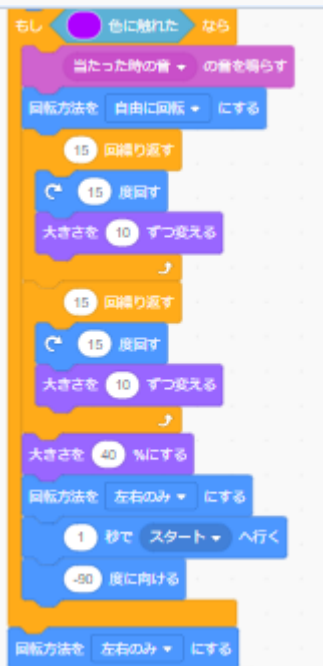 もし 色に触れた なら
当たった時の音 の音を鳴らす
回転方法を 自由に回転 にする
15 回繰り返す
15 度回す
大きさを 10 ずつ変える
15 回繰り返す
15 度回す
大きさを 10 ずつ変える
大きさを 40 %にする
回転方法を 左右のみ にする
1 秒で スタート へ行く
-90 度に向ける
回転方法を 左右のみ にする